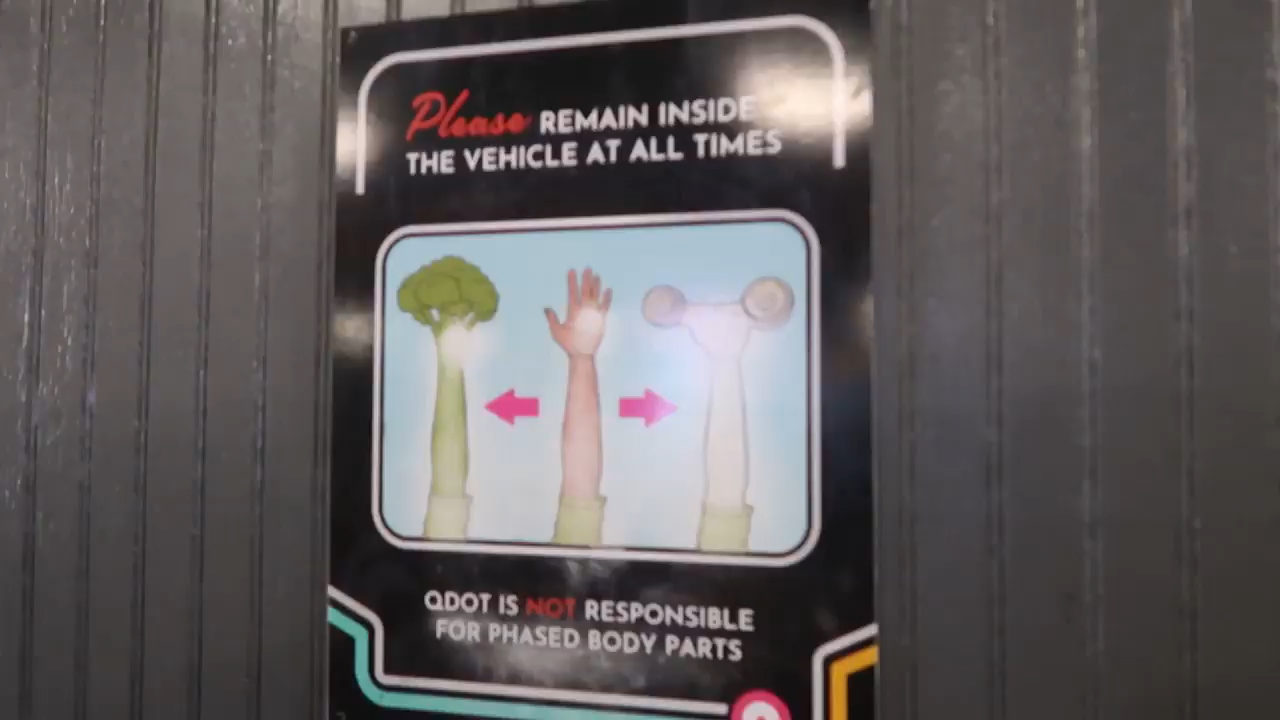 Please REMAIN INSIDE
THE VEHICLE AT ALL TIMES
QDOT IS NOT RESPONSIBLE
FOR PHASED BODY PARTS